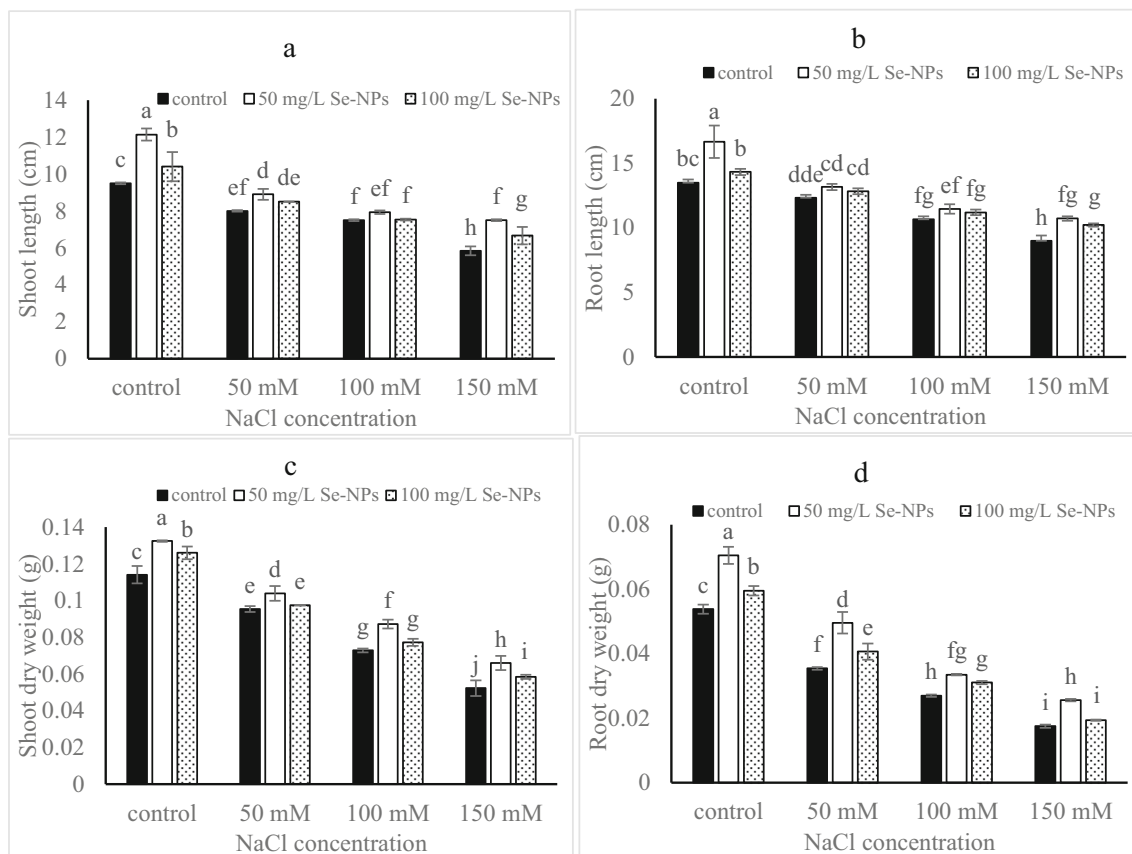 a
control 50 mg/L Se-NPs 100 mg/L Se-NPs
Shoot length (cm)
14
12
10
8
6
4
2
0
c a b
ef d de
f ef f
h f g
control 50 mM 100 mM 150 mM
NaCl concentration
b
control 50 mg/L Se-NPs 100 mg/L Se-NPs
Root length (cm)
20
15
10
5
0
bc a b
dde cd cd
fg ef fg
h fg g
control 50 mM 100 mM 150 mM
NaCl concentration
c
control 50 mg/L Se-NPs 100 mg/L Se-NPs
Shoot dry weight (g)
0.14
0.12
0.1
0.08
0.06
0.04
0.02
0
c a b
e d e
g f g
j h i
control 50 mM 100 mM 150 mM
NaCl concentration
d
control 50 mg/L Se-NPs 100 mg/L Se-NPs
Root dry weight (g)
0.08
0.06
0.04
0.02
0
c a b
f d e
h fg g
i h i
control 50 mM 100 mM 150 mM
NaCl concentration